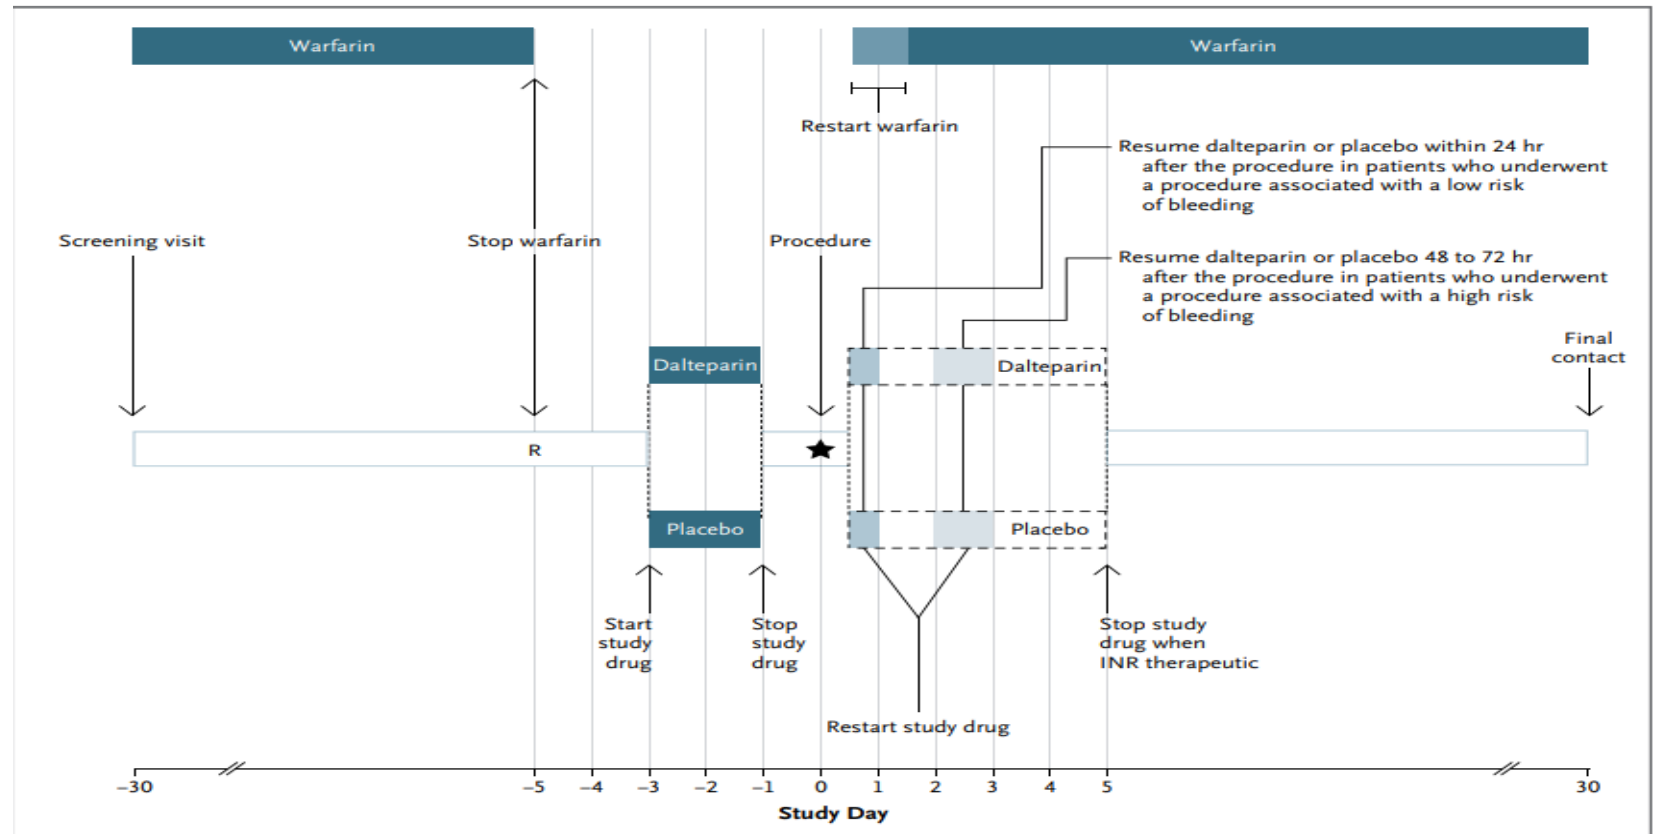 Warfarin
Warfarin
Restart warfarin
Resume dalteparin or placebo within 24 hr
after the procedure in patients who underwent
a procedure associated with a low risk
of bleeding
Screening visit
Stop warfarin
Procedure
Resume dalteparin or placebo 48 to 72 hr
after the procedure in patients who underwent
a procedure associated with a high risk
of bleeding
Final
contact
Dalteparin
Dalteparin
R
Placebo
Placebo
Start
study
drug
Stop
study
drug
Stop study
drug when
INR therapeutic
Restart study drug
−30 −5 −4 −3 −2 −1 0 1 2 3 4 5 30
Study Day